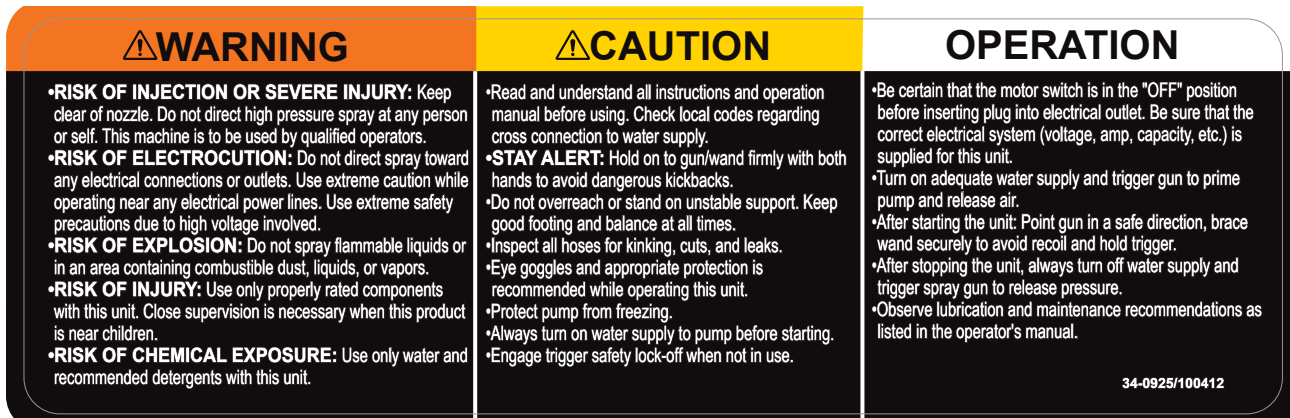 ⚠WARNING
•RISK OF INJECTION OR SEVERE INJURY: Keep
clear of nozzle. Do not direct high pressure spray at any person
or self. This machine is to be used by qualified operators.
•RISK OF ELECTROCUTION: Do not direct spray toward
any electrical connections or outlets. Use extreme caution while
operating near any electrical power lines. Use extreme safety
precautions due to high voltage involved.
•RISK OF EXPLOSION: Do not spray flammable liquids or
in an area containing combustible dust, liquids, or vapors.
•RISK OF INJURY: Use only properly rated components
with this unit. Close supervision is necessary when this product
is near children.
•RISK OF CHEMICAL EXPOSURE: Use only water and
recommended detergents with this unit.
⚠CAUTION
•Read and understand all instructions and operation
manual before using. Check local codes regarding
cross connection to water supply.
•STAY ALERT: Hold on to gun/wand firmly with both
hands to avoid dangerous kickbacks.
•Do not overreach or stand on unstable support. Keep
good footing and balance at all times.
•Inspect all hoses for kinking, cuts, and leaks.
•Eye goggles and appropriate protection is
recommended while operating this unit.
•Protect pump from freezing.
•Always turn on water supply to pump before starting.
•Engage trigger safety lock-off when not in use.
OPERATION
•Be certain that the motor switch is in the "OFF" position
before inserting plug into electrical outlet. Be sure that the
correct electrical system (voltage, amp, capacity, etc.) is
supplied for this unit.
•Turn on adequate water supply and trigger gun to prime
pump and release air.
•After starting the unit: Point gun in a safe direction, brace
wand securely to avoid recoil and hold trigger.
•After stopping the unit, always turn off water supply and
trigger spray gun to release pressure.
•Observe lubrication and maintenance recommendations as
listed in the operator's manual.
34-0925/100412